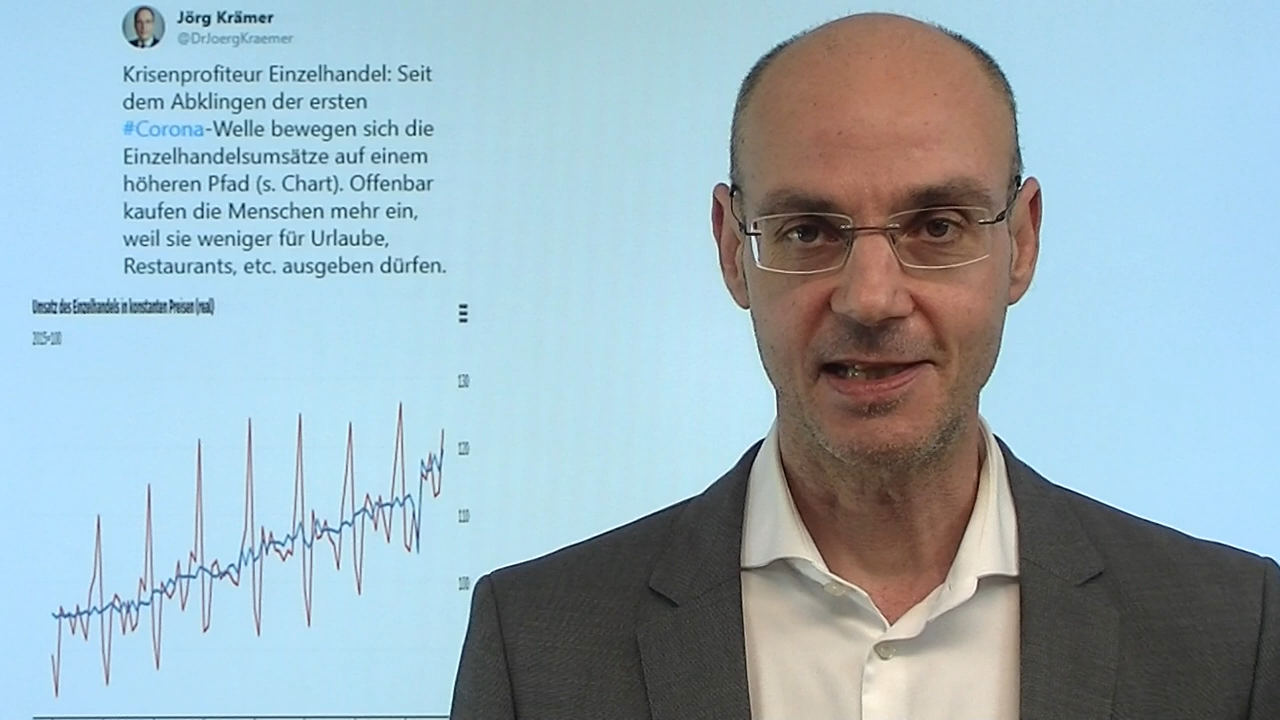 Jörg Krämer
@DrJoergKraemer
Krisenprofiteur Einzelhandel: Seit
dem Abklingen der ersten
#Corona-Welle bewegen sich die
Einzelhandelsumsätze auf einem
höheren Pfad (s. Chart). Offenbar
kaufen die Menschen mehr ein,
weil sie weniger für Urlaube,
Restaurants, etc. ausgeben dürfen.
Umsatz des Einzelhandels in konstanten Preisen (real)
2015=100
130
120
110
100